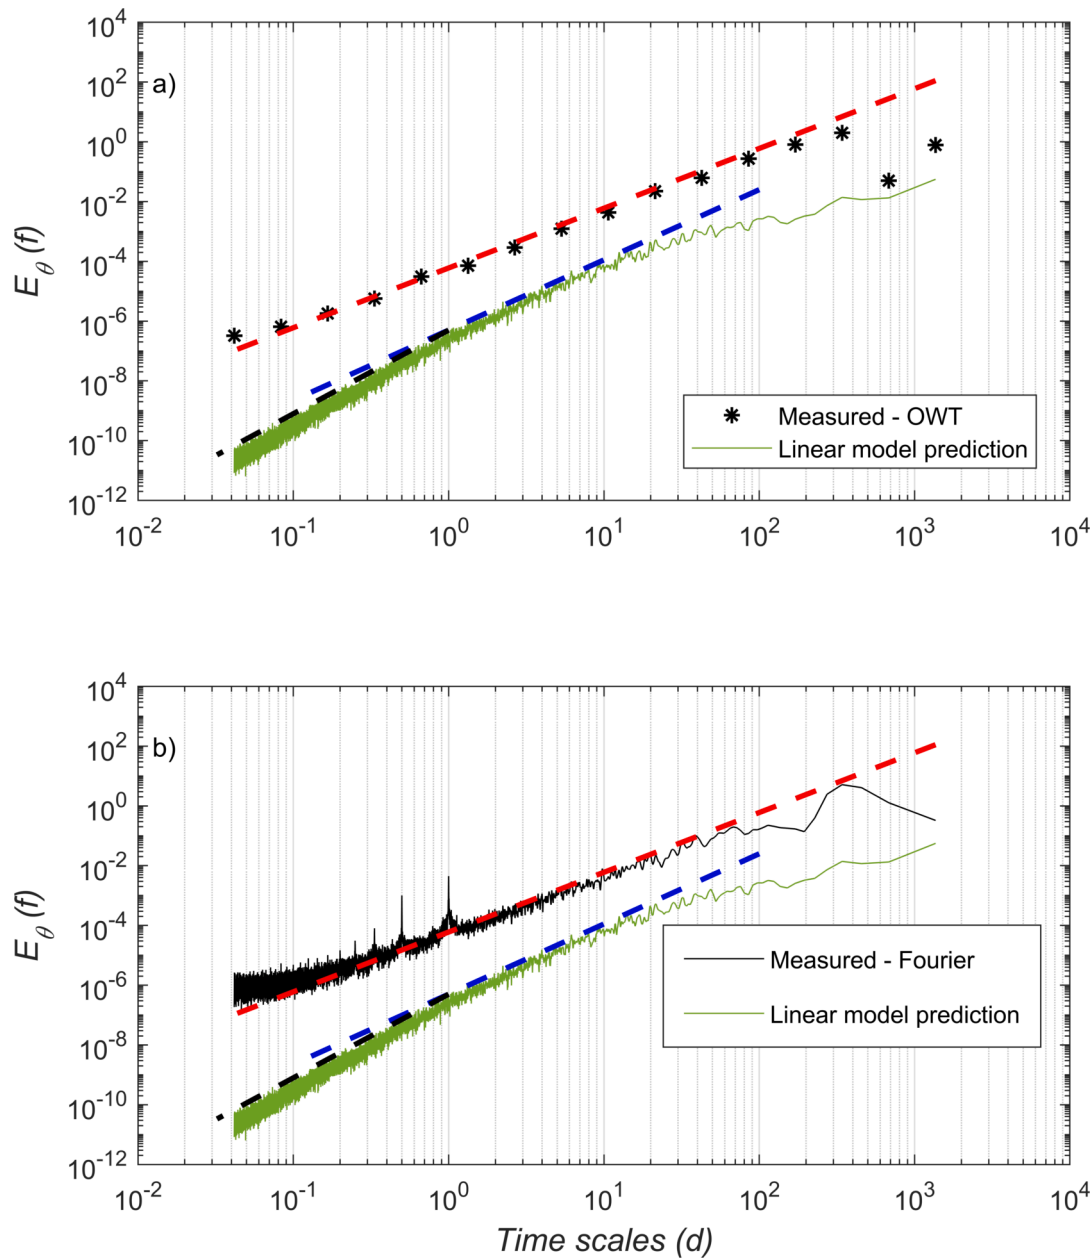 10^4
a)
10^2
10^0
10^-2
10^-4
10^-6
10^-8
10^-10
10^-12
E_θ (f)
Measured - OWT
Linear model prediction
10^-2 10^-1 10^0 10^1 10^2 10^3 10^4
10^4
b)
10^2
10^0
10^-2
10^-4
10^-6
10^-8
10^-10
10^-12
E_θ (f)
Measured - Fourier
Linear model prediction
10^-2 10^-1 10^0 10^1 10^2 10^3 10^4
Time scales (d)